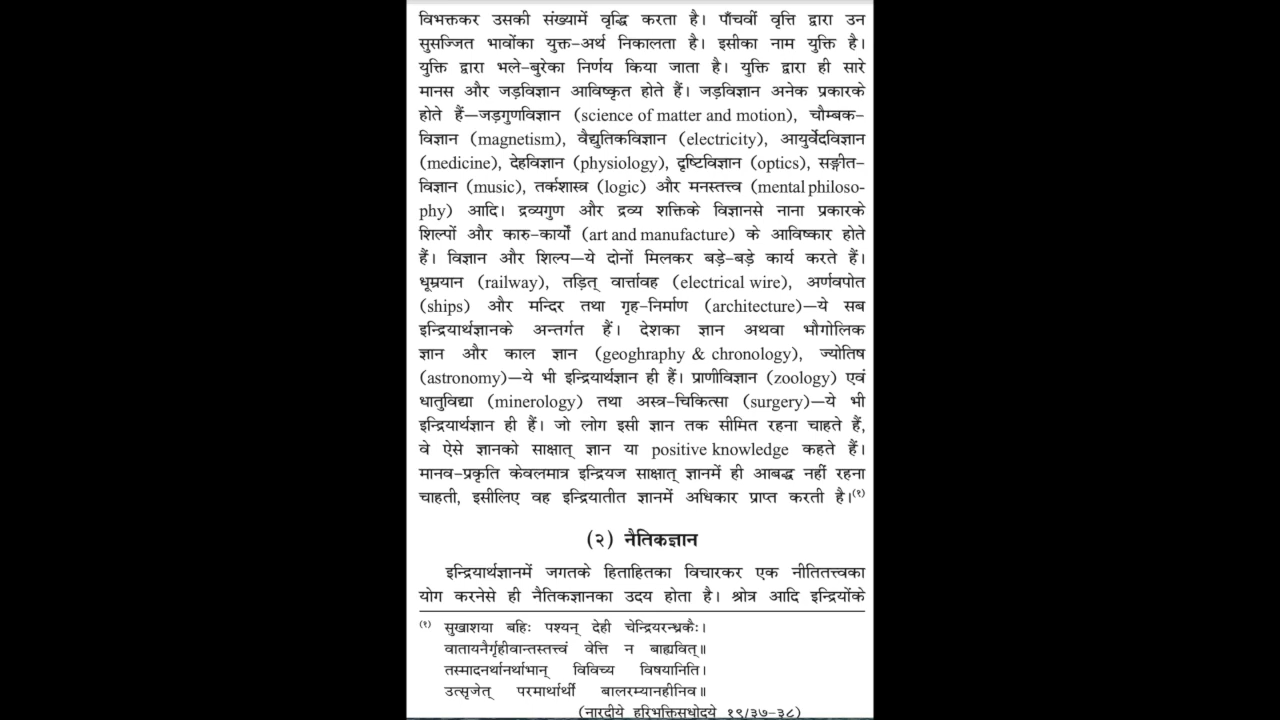 विभक्तकर उसकी संख्यामें वृद्धि करता है। पाँचवीं वृत्ति द्वारा उन
सुसज्जित भावोंका युक्त-अर्थ निकालता है। इसीका नाम युक्ति है।
युक्ति द्वारा भले-बुरेका निर्णय किया जाता है। युक्ति द्वारा ही सारे
मानस और जड़विज्ञान आविष्कृत होते हैं। जड़विज्ञान अनेक प्रकारके
होते हैं—जड़गुणविज्ञान (science of matter and motion), चौम्बक-
विज्ञान (magnetism), वैद्युतिकविज्ञान (electricity), आयुर्वेदविज्ञान
(medicine), देहविज्ञान (physiology), दृष्टिविज्ञान (optics), सङ्गीत-
विज्ञान (music), तर्कशास्त्र (logic) और मनस्तत्त्व (mental philoso-
phy) आदि। द्रव्यगुण और द्रव्य शक्तिके विज्ञानसे नाना प्रकारके
शिल्पों और कारु-कार्यों (art and manufacture) के आविष्कार होते
हैं। विज्ञान और शिल्प—ये दोनों मिलकर बड़े-बड़े कार्य करते हैं।
धूम्रयान (railway), तड़ित् वार्त्तावह (electrical wire), अर्णवपोत
(ships) और मन्दिर तथा गृह-निर्माण (architecture)—ये सब
इन्द्रियार्थज्ञानके अन्तर्गत हैं। देशका ज्ञान अथवा भौगोलिक
ज्ञान और काल ज्ञान (geoghraphy & chronology), ज्योतिष
(astronomy)—ये भी इन्द्रियार्थज्ञान ही हैं। प्राणीविज्ञान (zoology) एवं
धातुविद्या (minerology) तथा अस्त्र-चिकित्सा (surgery)—ये भी
इन्द्रियार्थज्ञान ही हैं। जो लोग इसी ज्ञान तक सीमित रहना चाहते हैं,
वे ऐसे ज्ञानको साक्षात् ज्ञान या positive knowledge कहते हैं।
मानव-प्रकृति केवलमात्र इन्द्रियज साक्षात् ज्ञानमें ही आबद्ध नहीं रहना
चाहती, इसीलिए वह इन्द्रियातीत ज्ञानमें अधिकार प्राप्त करती है।(१)
(२) नैतिकज्ञान
इन्द्रियार्थज्ञानमें जगतके हिताहितका विचारकर एक नीतितत्त्वका
योग करनेसे ही नैतिकज्ञानका उदय होता है। श्रोत्र आदि इन्द्रियोंके
(१) सुखाशया बहिः पश्यन् देही चेन्द्रियरन्ध्रकैः।
वातायनैर्गृहीवान्तस्तत्त्वं वेत्ति न बाह्यवित्॥
तस्मादनर्थानर्थाभान् विविच्य विषयानिति।
उत्सृजेत् परमार्थार्थी बालरम्यानहीनिव॥
(नारदीये हरिभक्तिसुधोदये १९/३७-३८)